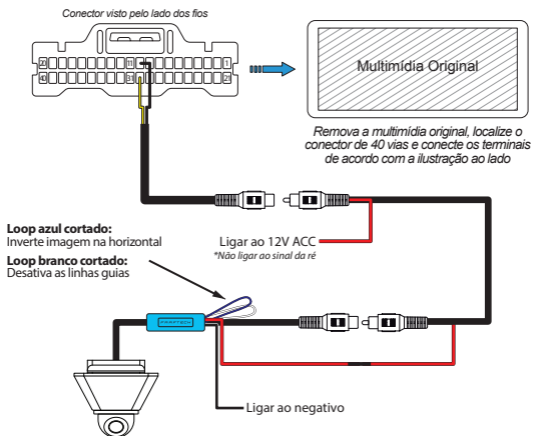 Conector visto pelo lado dos fios
20
11
1
40
31
21
Multimídia Original
Remova a multimídia original, localize o
conector de 40 vias e conecte os terminais
de acordo com a ilustração ao lado
Loop azul cortado:
Inverte imagem na horizontal
Loop branco cortado:
Desativa as linhas guias
Ligar ao 12V ACC
*Não ligar ao sinal da ré
FAAFTECH
Ligar ao negativo